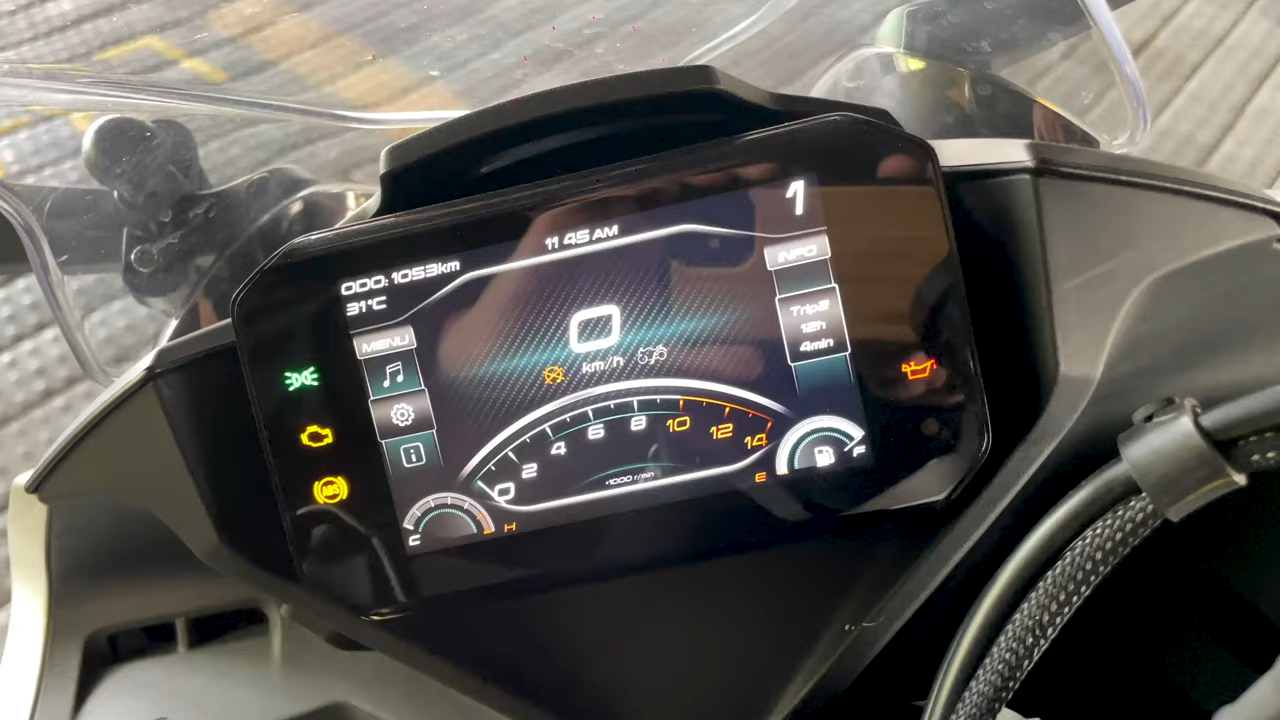 1
11 45 AM
ODO: 1053km
31°C
INFO
MENU
Trip2
12h
4min
0
km/h
0 2 4 6 8 10 12 14
×1000 r/min
ABS
C H
E F